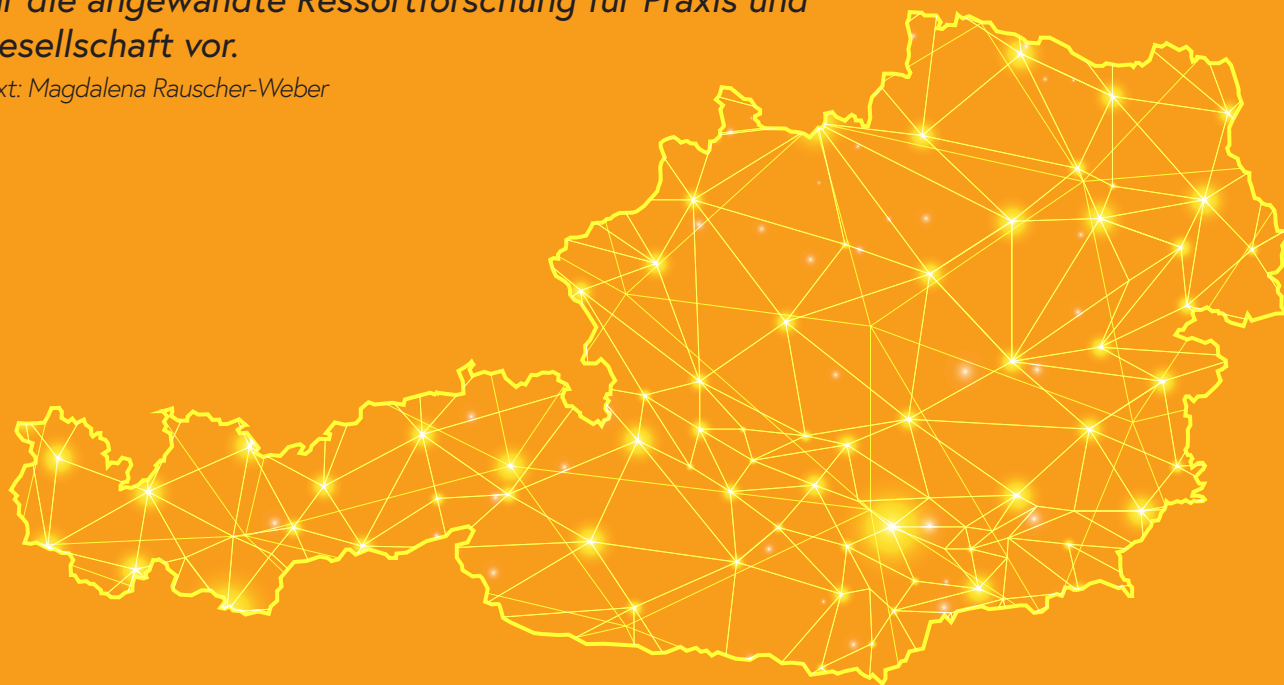 die angewandte Ressortforschung für Praxis und
esellschaft vor.
xt: Magdalena Rauscher-Weber